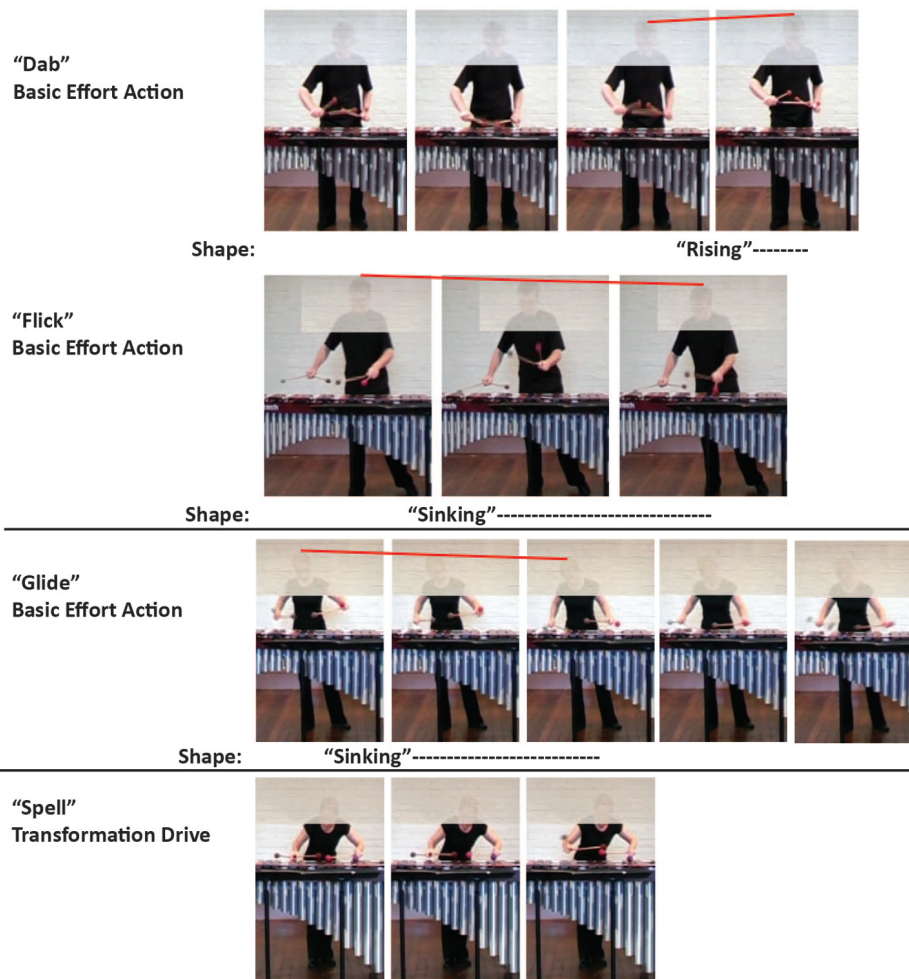 “Dab”
Basic Effort Action
Shape: “Rising”--------
“Flick”
Basic Effort Action
Shape: “Sinking”-------------------------------
“Glide”
Basic Effort Action
Shape: “Sinking”---------------------------
“Spell”
Transformation Drive